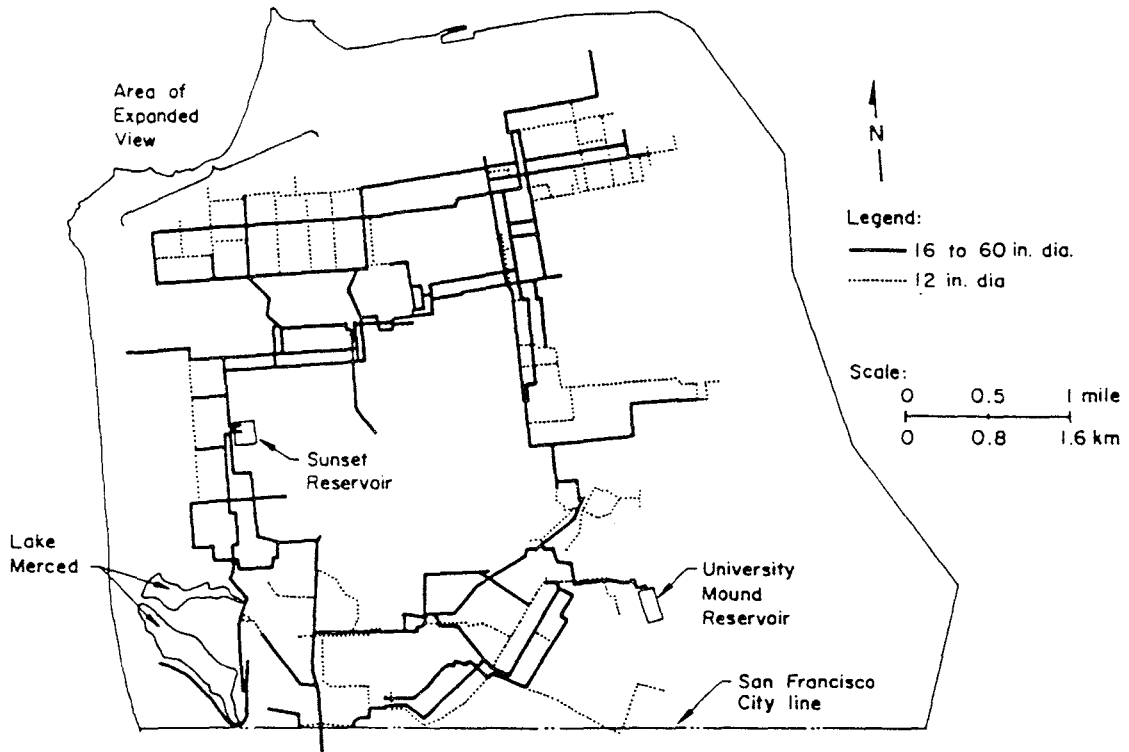 Area of
Expanded
View
N
Legend:
16 to 60 in. dia.
12 in. dia
Scale:
0 0.5 1 mile
0 0.8 1.6 km
Sunset
Reservoir
Lake
Merced
University
Mound
Reservoir
San Francisco
City line